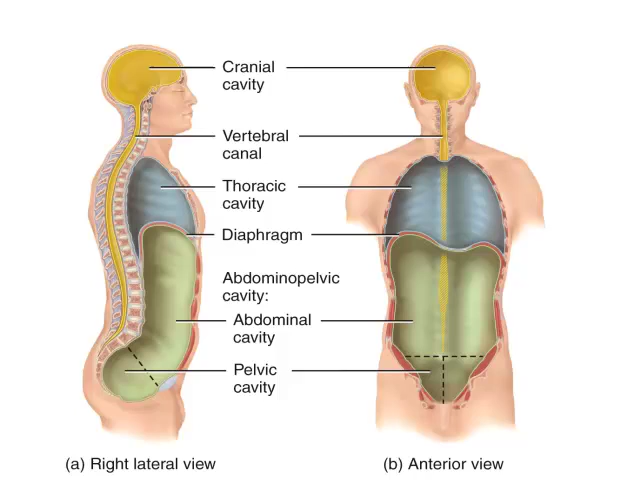 Cranial
cavity
Vertebral
canal
Thoracic
cavity
Diaphragm
Abdominopelvic
cavity:
Abdominal
cavity
Pelvic
cavity
(a) Right lateral view
(b) Anterior view